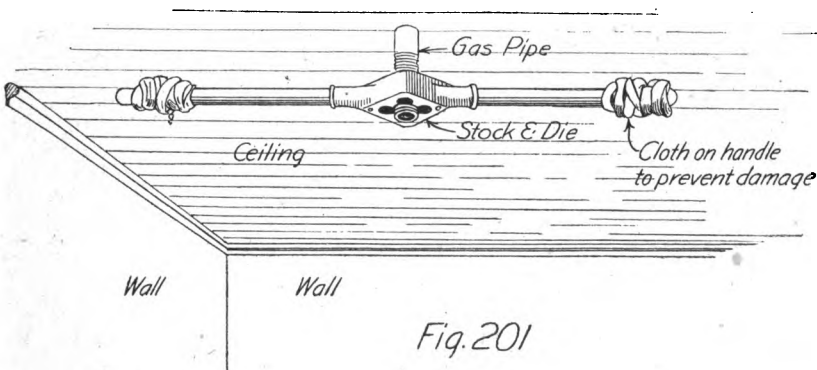 Gas Pipe
Stock & Die
Ceiling
Cloth on handle
to prevent damage
Wall
Wall
Fig. 201